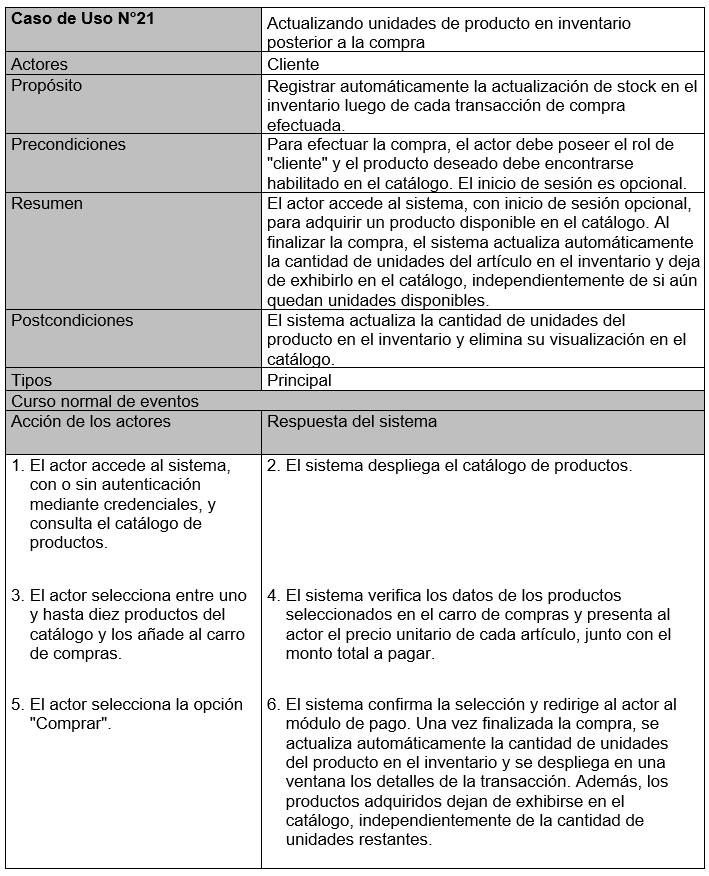 Caso de Uso N°21
Actualizando unidades de producto en inventario
posterior a la compra
Actores
Cliente
Propósito
Registrar automáticamente la actualización de stock en el
inventario luego de cada transacción de compra
efectuada.
Precondiciones
Para efectuar la compra, el actor debe poseer el rol de
"cliente" y el producto deseado debe encontrarse
habilitado en el catálogo. El inicio de sesión es opcional.
Resumen
El actor accede al sistema, con inicio de sesión opcional,
para adquirir un producto disponible en el catálogo. Al
finalizar la compra, el sistema actualiza automáticamente
la cantidad de unidades del artículo en el inventario y deja
de exhibirlo en el catálogo, independientemente de si aún
quedan unidades disponibles.
Postcondiciones
El sistema actualiza la cantidad de unidades del
producto en el inventario y elimina su visualización en el
catálogo.
Tipos
Principal
Curso normal de eventos
Acción de los actores
Respuesta del sistema
1. El actor accede al sistema,
con o sin autenticación
mediante credenciales, y
consulta el catálogo de
productos.
2. El sistema despliega el catálogo de productos.
3. El actor selecciona entre uno
y hasta diez productos del
catálogo y los añade al carro
de compras.
4. El sistema verifica los datos de los productos
seleccionados en el carro de compras y presenta al
actor el precio unitario de cada artículo, junto con el
monto total a pagar.
5. El actor selecciona la opción
"Comprar".
6. El sistema confirma la selección y redirige al actor al
módulo de pago. Una vez finalizada la compra, se
actualiza automáticamente la cantidad de unidades
del producto en el inventario y se despliega en una
ventana los detalles de la transacción. Además, los
productos adquiridos dejan de exhibirse en el
catálogo, independientemente de la cantidad de
unidades restantes.